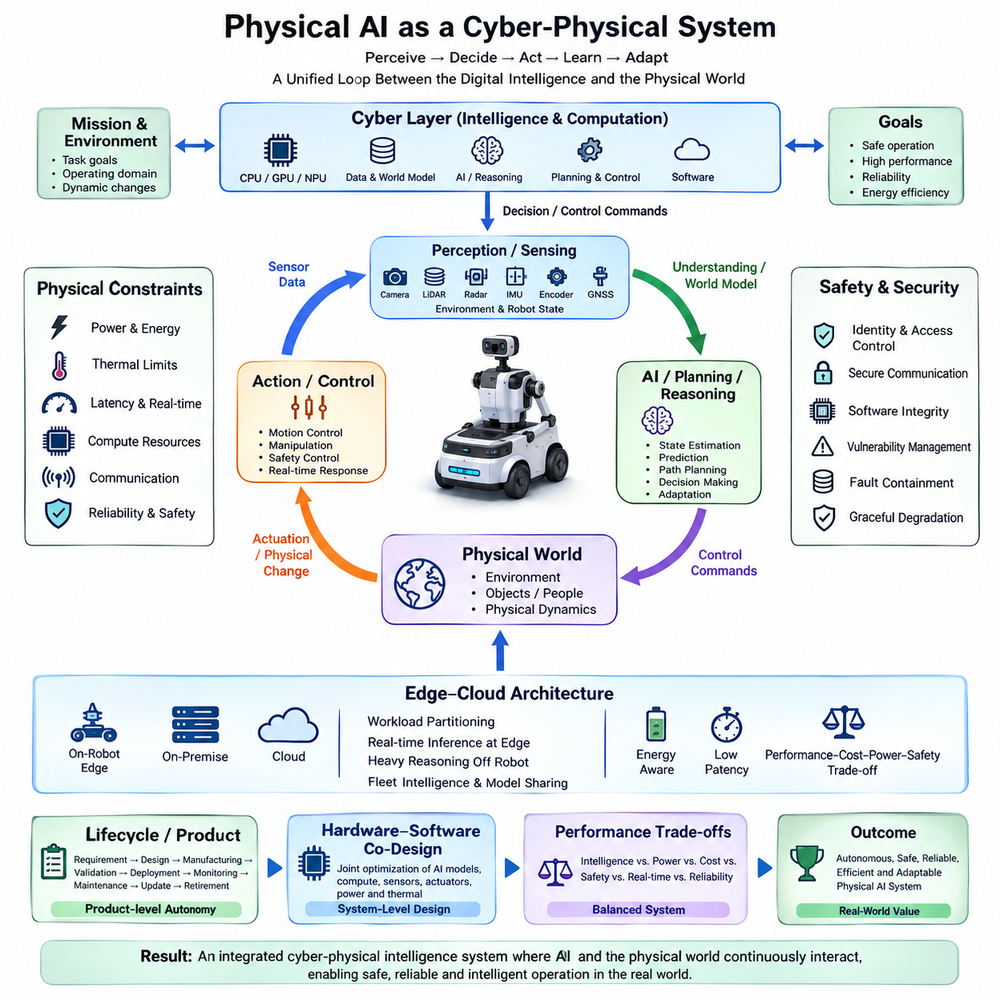 Physical AI as a Cyber-Physical System
Perceive → Decide → Act → Learn → Adapt
A Unified Loop Between the Digital Intelligence and the Physical World
Mission &
Environment
• Task goals
• Operating domain
• Dynamic changes
Cyber Layer (Intelligence & Computation)
CPU / GPU / NPU
Data & World Model
AI / Reasoning
Planning & Control
Software
Goals
• Safe operation
• High performance
• Reliability
• Energy efficiency
Decision / Control Commands
Physical Constraints
Power & Energy
Thermal Limits
Latency & Real-time
Compute Resources
Communication
Reliability & Safety
Sensor
Data
Perception / Sensing
Camera
LiDAR
Radar
IMU
Encoder
GNSS
Environment & Robot State
Understanding /
World Model
Action / Control
• Motion Control
• Manipulation
• Safety Control
• Real-time Response
AI / Planning /
Reasoning
• State Estimation
• Prediction
• Path Planning
• Decision Making
• Adaptation
Actuation
/ Physical
Change
Physical World
• Environment
• Objects / People
• Physical Dynamics
Control
Commands
Safety & Security
Identity & Access
Control
Secure Communication
Software Integrity
Vulnerability Management
Fault Containment
Graceful Degradation
Edge–Cloud Architecture
On-Robot
Edge
On-Premise
Cloud
Workload Partitioning
Real-time Inference at Edge
Heavy Reasoning Off Robot
Fleet Intelligence & Model Sharing
Energy
Aware
Low
Patency
Performance–Cost–Power–Safety
Trade-off
Lifecycle / Product
Requirement → Design → Manufacturing →
Validation → Deployment → Monitoring →
Maintenance → Update → Retirement
Product-level Autonomy
Hardware–Software
Co-Design
Joint optimization of AI models,
compute, sensors, actuators,
power and thermal
System-Level Design
Performance Trade-offs
Intelligence vs. Power vs. Cost vs.
Safety vs. Real-time vs. Reliability
Balanced System
Outcome
Autonomous, Safe, Reliable,
Efficient and Adaptable
Physical AI System
Real-World Value
Result: An integrated cyber-physical intelligence system where AI and the physical world continuously interact,
enabling safe, reliable and intelligent operation in the real world.